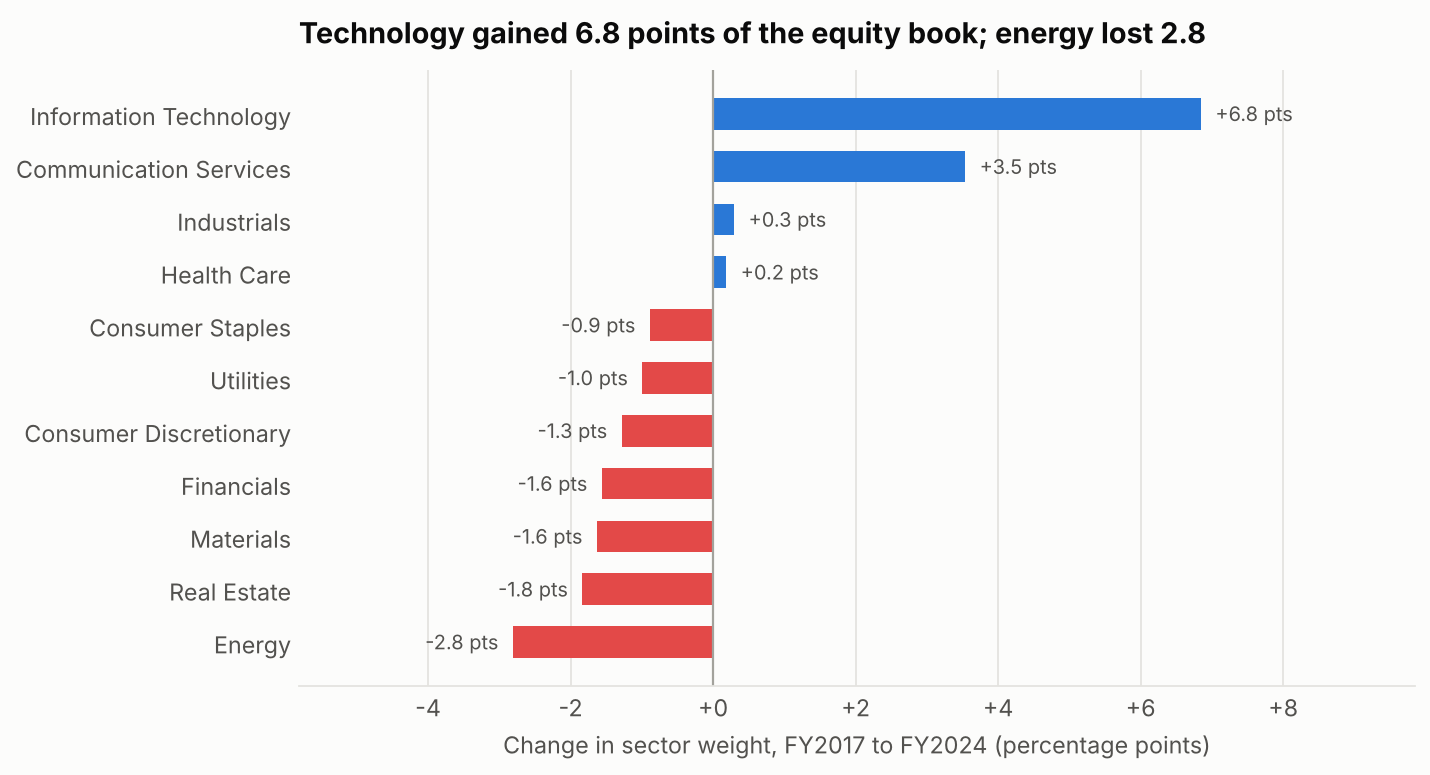 Technology gained 6.8 points of the equity book; energy lost 2.8
Information Technology +6.8 pts
Communication Services +3.5 pts
Industrials +0.3 pts
Health Care +0.2 pts
Consumer Staples -0.9 pts
Utilities -1.0 pts
Consumer Discretionary -1.3 pts
Financials -1.6 pts
Materials -1.6 pts
Real Estate -1.8 pts
Energy -2.8 pts
-4 -2 +0 +2 +4 +6 +8
Change in sector weight, FY2017 to FY2024 (percentage points)